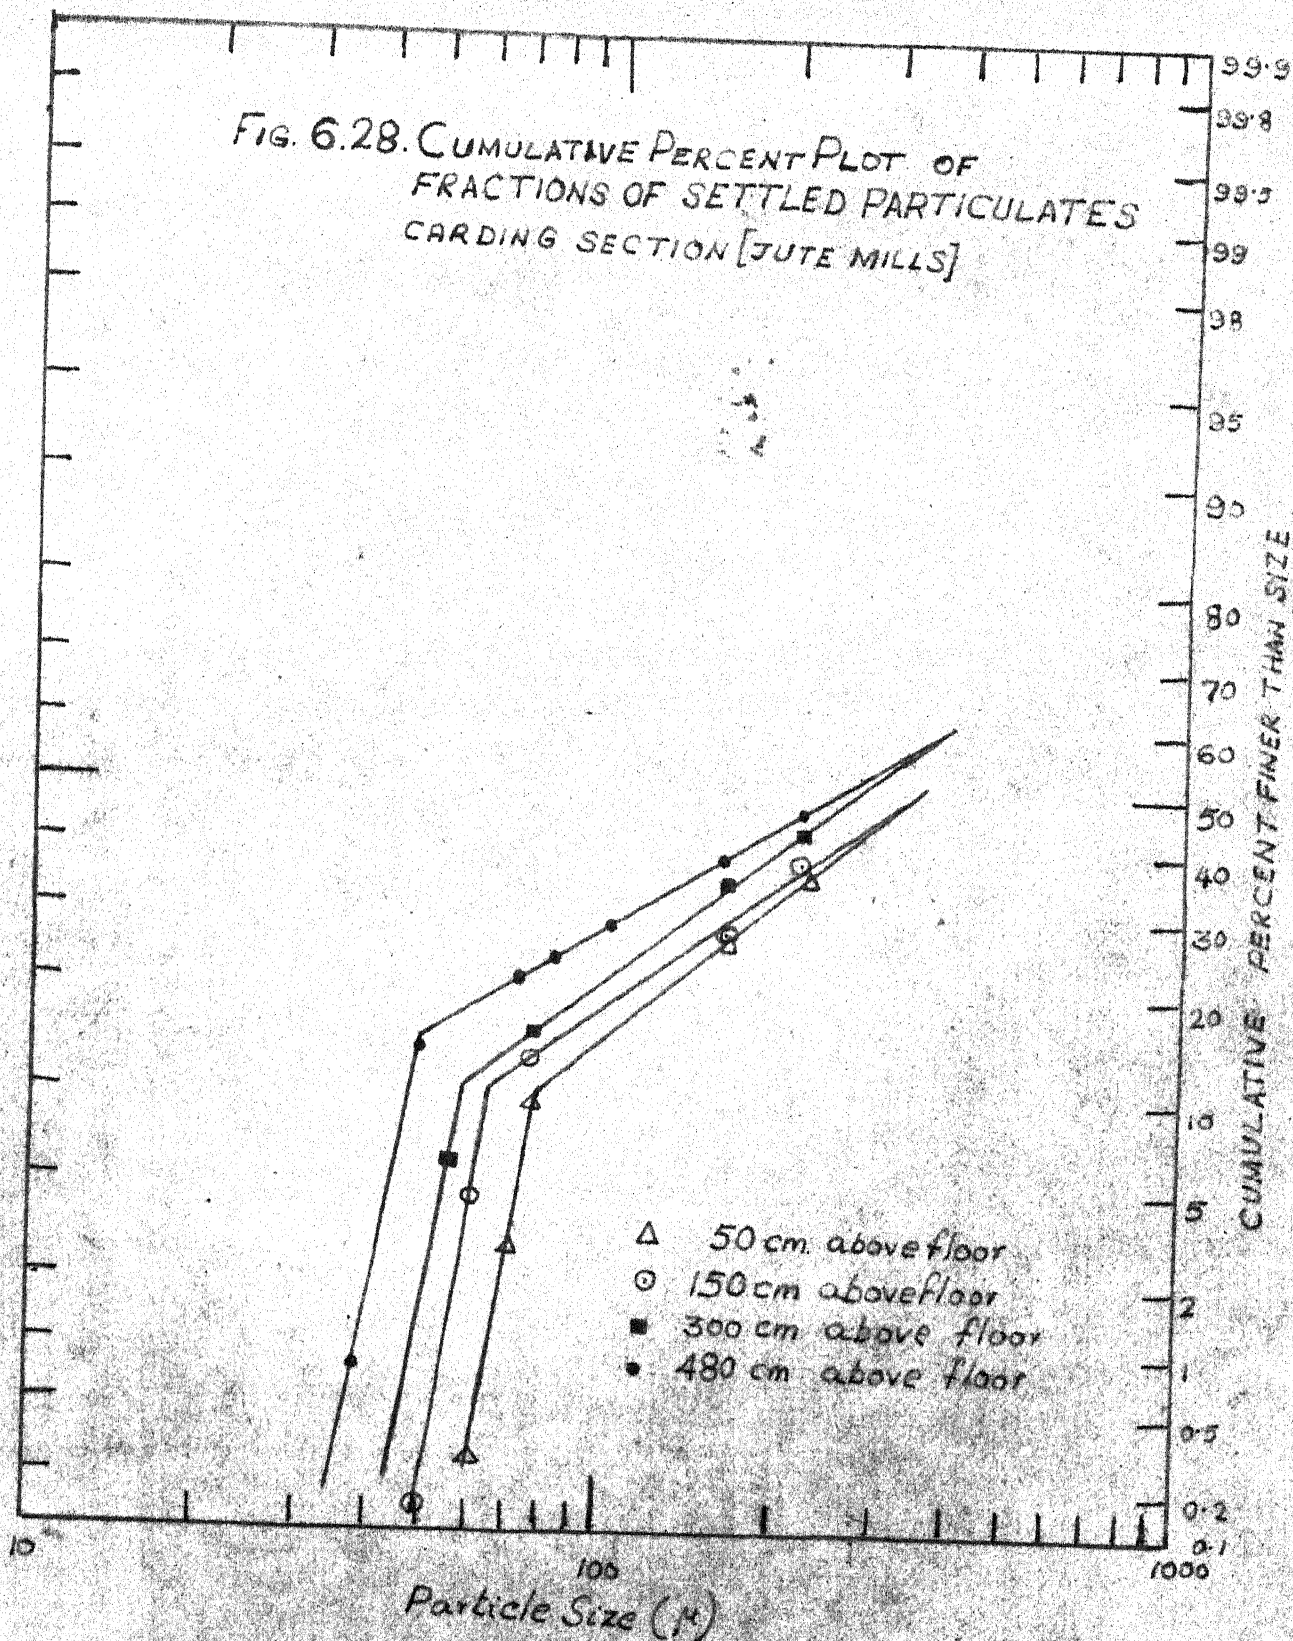 FIG. 6.28. CUMULATIVE PERCENT PLOT OF
FRACTIONS OF SETTLED PARTICULATES
CARDING SECTION [JUTE MILLS]
99.9
99.8
99.5
99
98
95
90
80
70
60
50
40
30
20
10
5
2
1
0.5
0.2
0.1
CUMULATIVE PERCENT FINER THAN SIZE
△ 50 cm. above floor
⊙ 150 cm above floor
■ 300 cm above floor
● 480 cm above floor
10
100
1000
Particle Size (μ)